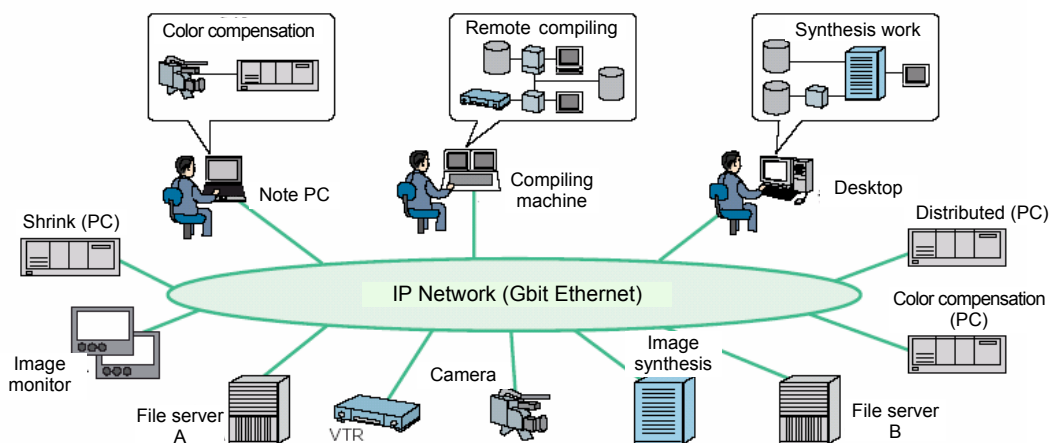 Color compensation
Remote compiling
Synthesis work
Note PC
Compiling
machine
Desktop
Shrink (PC)
Distributed (PC)
IP Network (Gbit Ethernet)
Color compensation
(PC)
Image
monitor
Camera
Image
synthesis
File server
A
VTR
File server
B